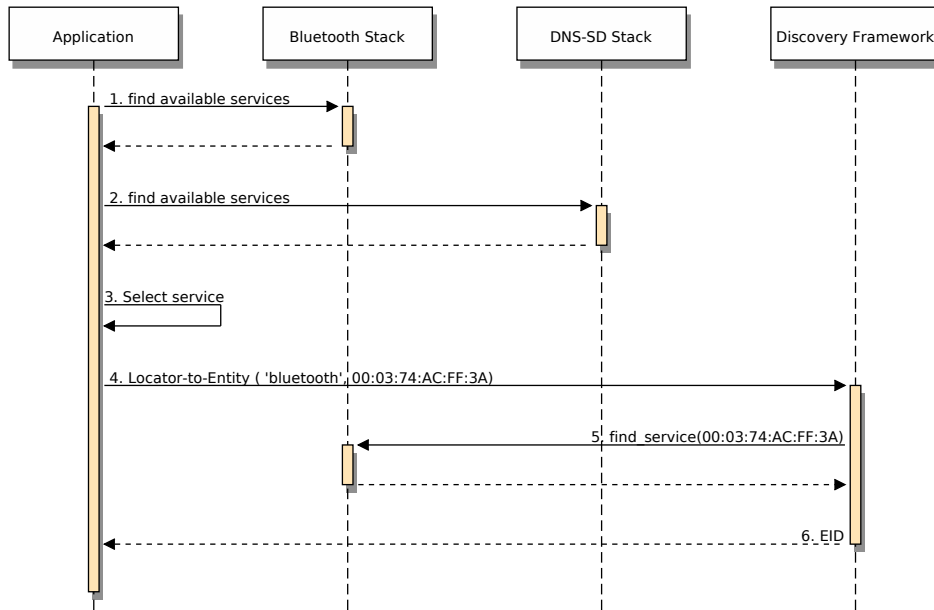 Application
Bluetooth Stack
DNS-SD Stack
Discovery Framework
1. find available services
2. find available services
3. Select service
4. Locator-to-Entity ( 'bluetooth', 00:03:74:AC:FF:3A)
5. find_service(00:03:74:AC:FF:3A)
6. EID